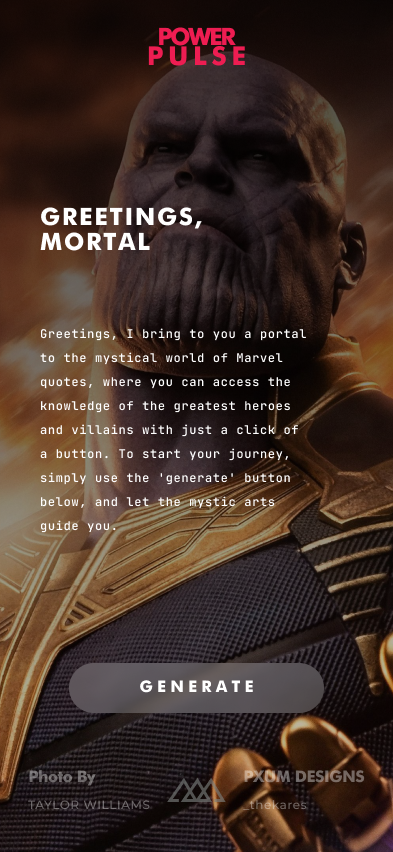 POWER
PULSE
GREETINGS,
MORTAL
Greetings, I bring to you a portal
to the mystical world of Marvel
quotes, where you can access the
knowledge of the greatest heroes
and villains with just a click of
a button. To start your journey,
simply use the 'generate' button
below, and let the mystic arts
guide you.
GENERATE
Photo By
TAYLOR WILLIAMS
PXUM DESIGNS
_thekares